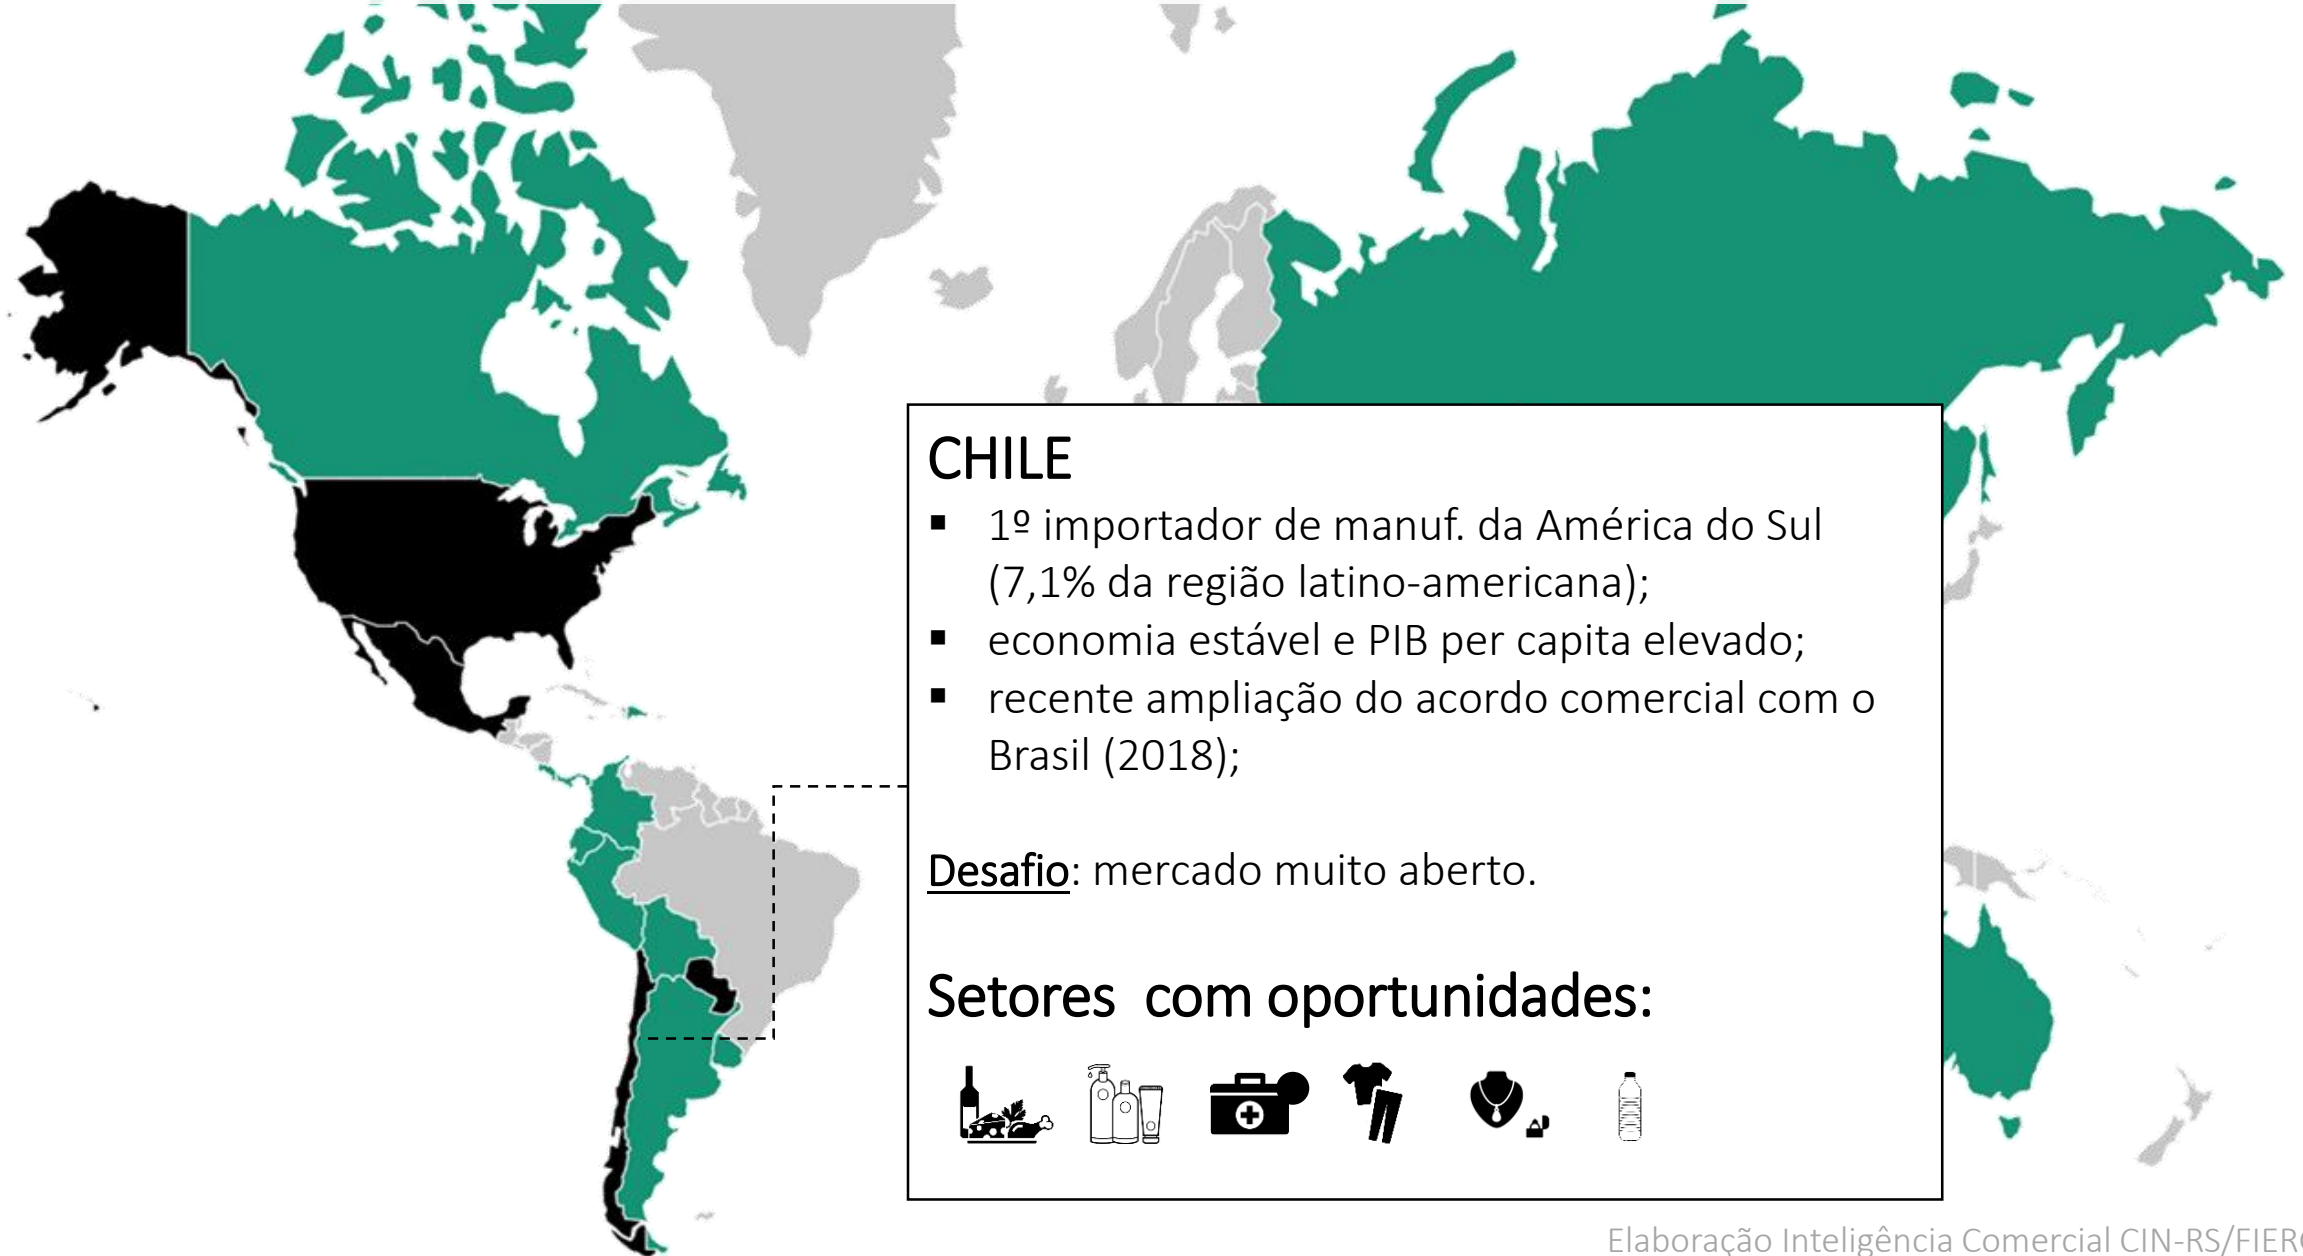 CHILE
▪ 1º importador de manuf. da América do Sul
(7,1% da região latino-americana);
▪ economia estável e PIB per capita elevado;
▪ recente ampliação do acordo comercial com o
Brasil (2018);
Desafio: mercado muito aberto.
Setores com oportunidades:
Elaboração Inteligência Comercial CIN-RS/FIERG